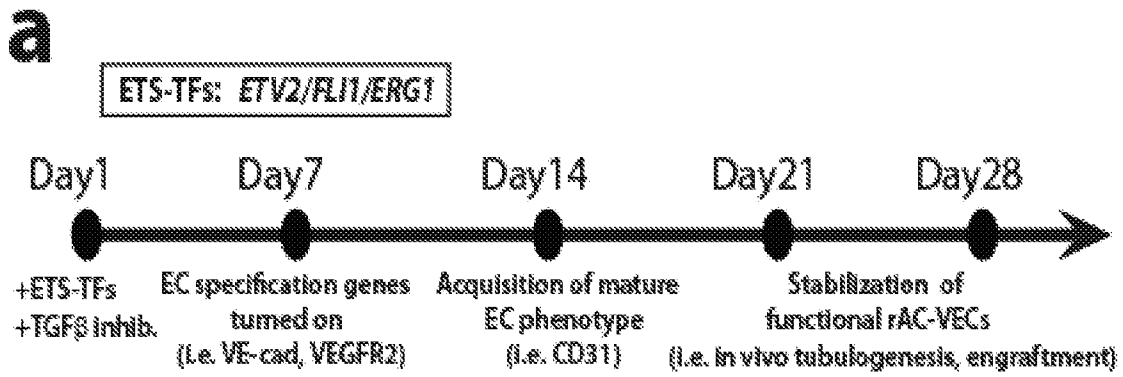 a
ETS-TFs: ETV2/FLI1/ERG1
Day1 Day7 Day14 Day21 Day28
+ETS-TFs
+TGFβ inhib.
EC specification genes
turned on
(i.e. VE-cad, VEGFR2)
Acquisition of mature
EC phenotype
(i.e. CD31)
Stabilization of
functional rAC-VECs
(i.e. in vivo tubulogenesis, engraftment)